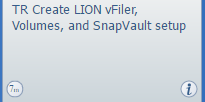 TR Create LION vFiler,
Volumes, and SnapVault setup
7m i